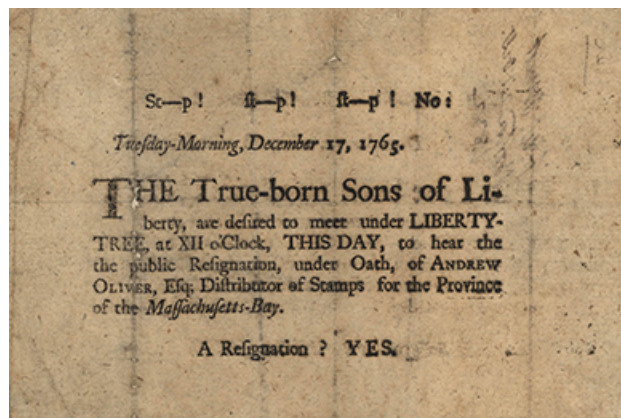 St—p! ſt—p! ſt—p! No:
Tueſday-Morning, December 17, 1765.
THE True-born Sons of Li-
berty, are deſired to meet under LIBERTY-
TREE, at XII o'Clock, THIS DAY, to hear the
the public Reſignation, under Oath, of ANDREW
OLIVER, Eſq; Diſtributor of Stamps for the Province
of the Maſſachuſetts-Bay.
A Reſignation? YES.